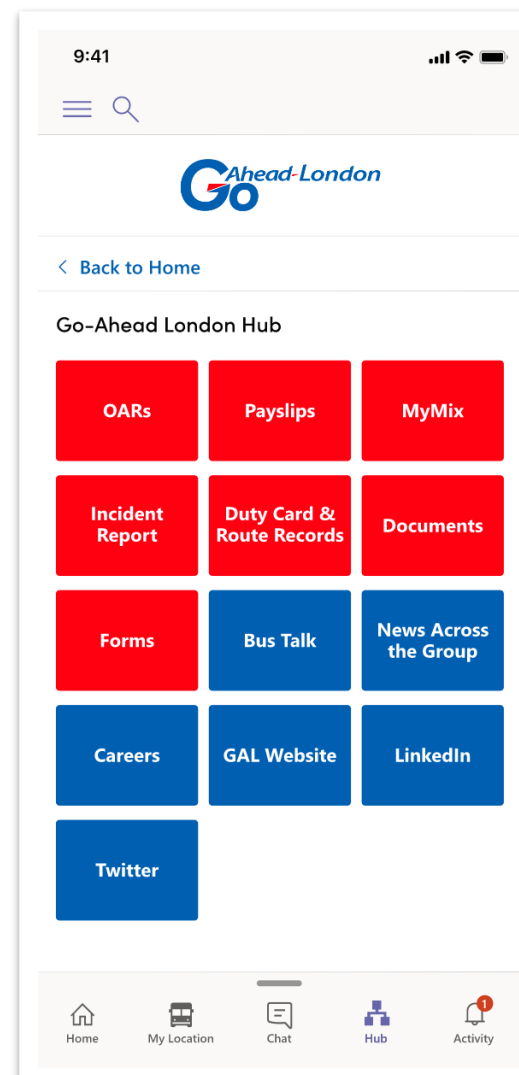 9:41
Go Ahead-London
Back to Home
Go-Ahead London Hub
OARs
Payslips
MyMix
Incident
Report
Duty Card &
Route Records
Documents
Forms
Bus Talk
News Across
the Group
Careers
GAL Website
LinkedIn
Twitter
1
Home
My Location
Chat
Hub
Activity